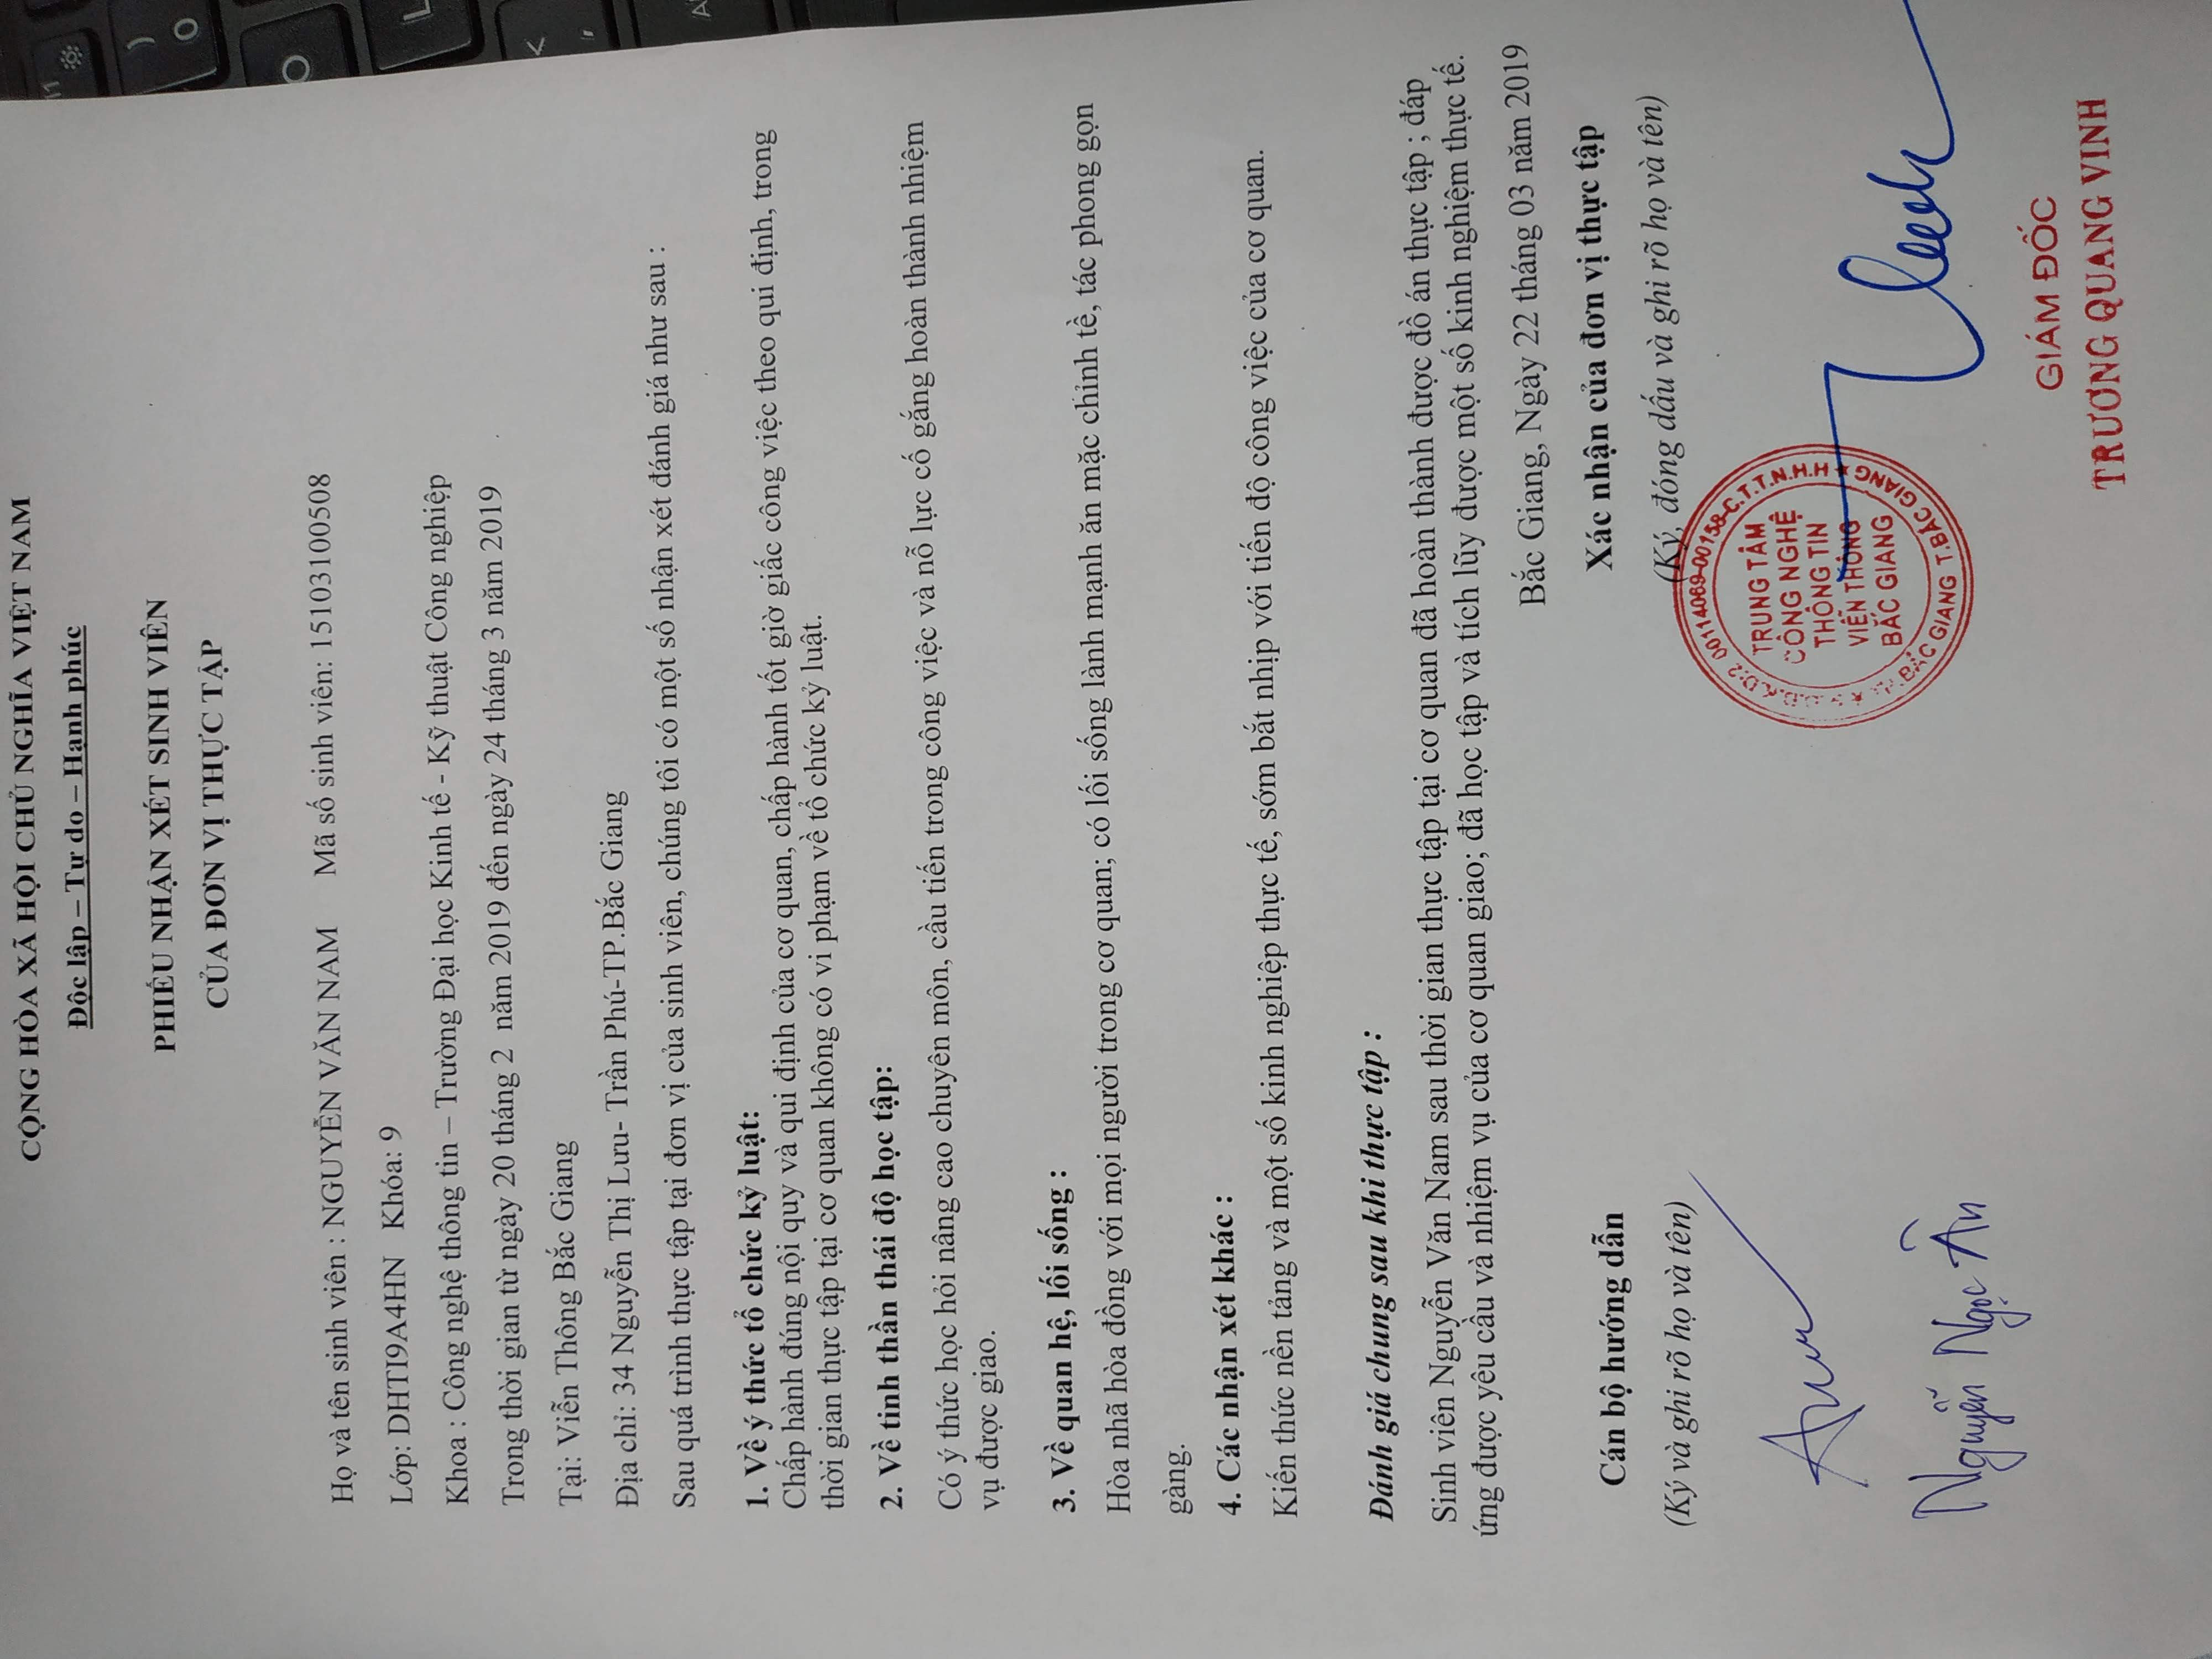 CỘNG HÒA XÃ HỘI CHỦ NGHĨA VIỆT NAM
Độc lập – Tự do – Hạnh phúc
PHIẾU NHẬN XÉT SINH VIÊN
CỦA ĐƠN VỊ THỰC TẬP
Họ và tên sinh viên : NGUYỄN VĂN NAM Mã số sinh viên: 15103100508
Lớp: DHTI9A4HN Khóa: 9
Khoa : Công nghệ thông tin – Trường Đại học Kinh tế - Kỹ thuật Công nghiệp
Trong thời gian từ ngày 20 tháng 2 năm 2019 đến ngày 24 tháng 3 năm 2019
Tại: Viễn Thông Bắc Giang
Địa chỉ: 34 Nguyễn Thị Lưu- Trần Phú-TP.Bắc Giang
Sau quá trình thực tập tại đơn vị của sinh viên, chúng tôi có một số nhận xét đánh giá như sau :
1. Về ý thức tổ chức kỷ luật:
Chấp hành đúng nội quy và qui định của cơ quan, chấp hành tốt giờ giấc công việc theo qui định, trong
thời gian thực tập tại cơ quan không có vi phạm về tổ chức kỷ luật.
2. Về tinh thần thái độ học tập:
Có ý thức học hỏi nâng cao chuyên môn, cầu tiến trong công việc và nỗ lực cố gắng hoàn thành nhiệm
vụ được giao.
3. Về quan hệ, lối sống :
Hòa nhã hòa đồng với mọi người trong cơ quan; có lối sống lành mạnh ăn mặc chỉnh tề, tác phong gọn
gàng.
4. Các nhận xét khác :
Kiến thức nền tảng và một số kinh nghiệp thực tế, sớm bắt nhịp với tiến độ công việc của cơ quan.
Đánh giá chung sau khi thực tập :
Sinh viên Nguyễn Văn Nam sau thời gian thực tập tại cơ quan đã hoàn thành được đồ án thực tập ; đáp
ứng được yêu cầu và nhiệm vụ của cơ quan giao; đã học tập và tích lũy được một số kinh nghiệm thực tế.
Bắc Giang, Ngày 22 tháng 03 năm 2019
Cán bộ hướng dẫn
Xác nhận của đơn vị thực tập
(Ký và ghi rõ họ và tên)
(Ký, đóng dấu và ghi rõ họ và tên)
00114069-00158-C.T.T.N.H.H
TRUNG TÂM
CÔNG NGHỆ
THÔNG TIN
VIỄN THÔNG
BẮC GIANG
BẮC GIANG T.BẮC GIANG
Nguyễn Ngọc Ân
GIÁM ĐỐC
TRƯƠNG QUANG VINH